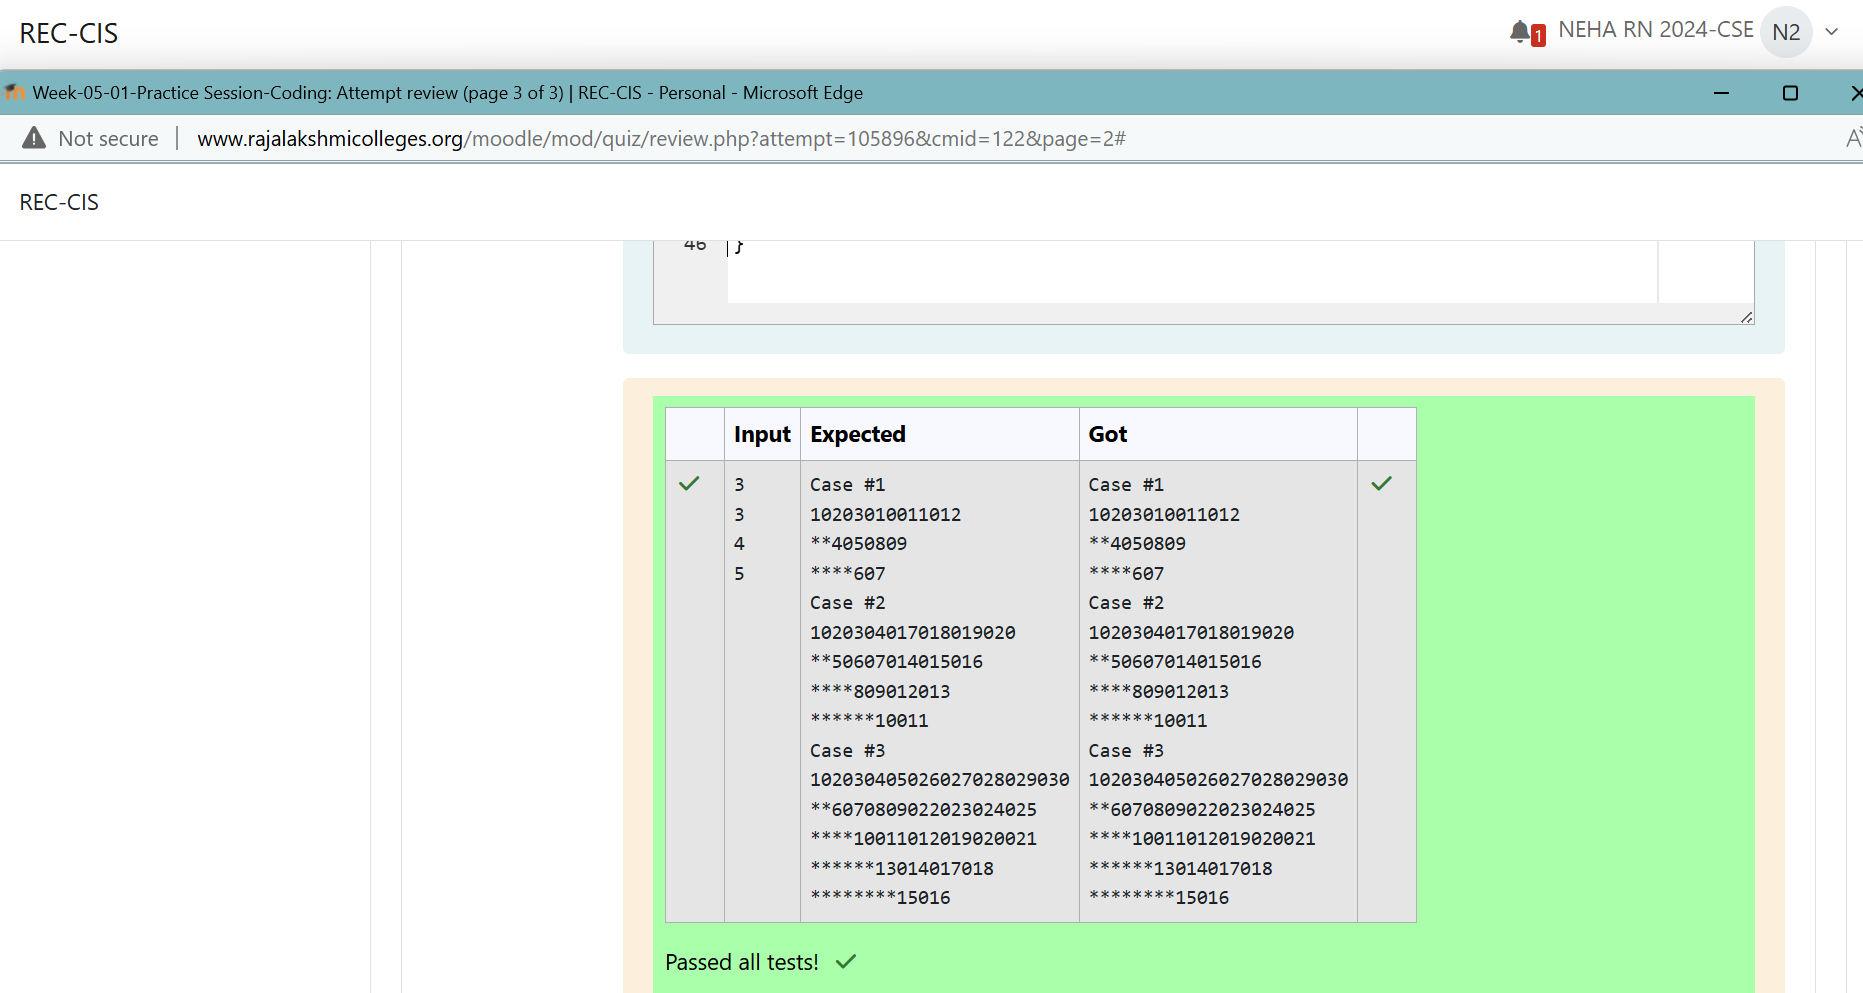 REC-CIS
1 NEHA RN 2024-CSE N2
Week-05-01-Practice Session-Coding: Attempt review (page 3 of 3) | REC-CIS - Personal - Microsoft Edge
Not secure | www.rajalakshmicolleges.org/moodle/mod/quiz/review.php?attempt=105896&cmid=122&page=2#
REC-CIS
46 }
Input Expected Got
3 Case #1 Case #1
3 10203010011012 10203010011012
4 **4050809 **4050809
5 ****607 ****607
Case #2 Case #2
1020304017018019020 1020304017018019020
**50607014015016 **50607014015016
****809012013 ****809012013
******10011 ******10011
Case #3 Case #3
102030405026027028029030 102030405026027028029030
**6070809022023024025 **6070809022023024025
****10011012019020021 ****10011012019020021
******13014017018 ******13014017018
********15016 ********15016
Passed all tests!